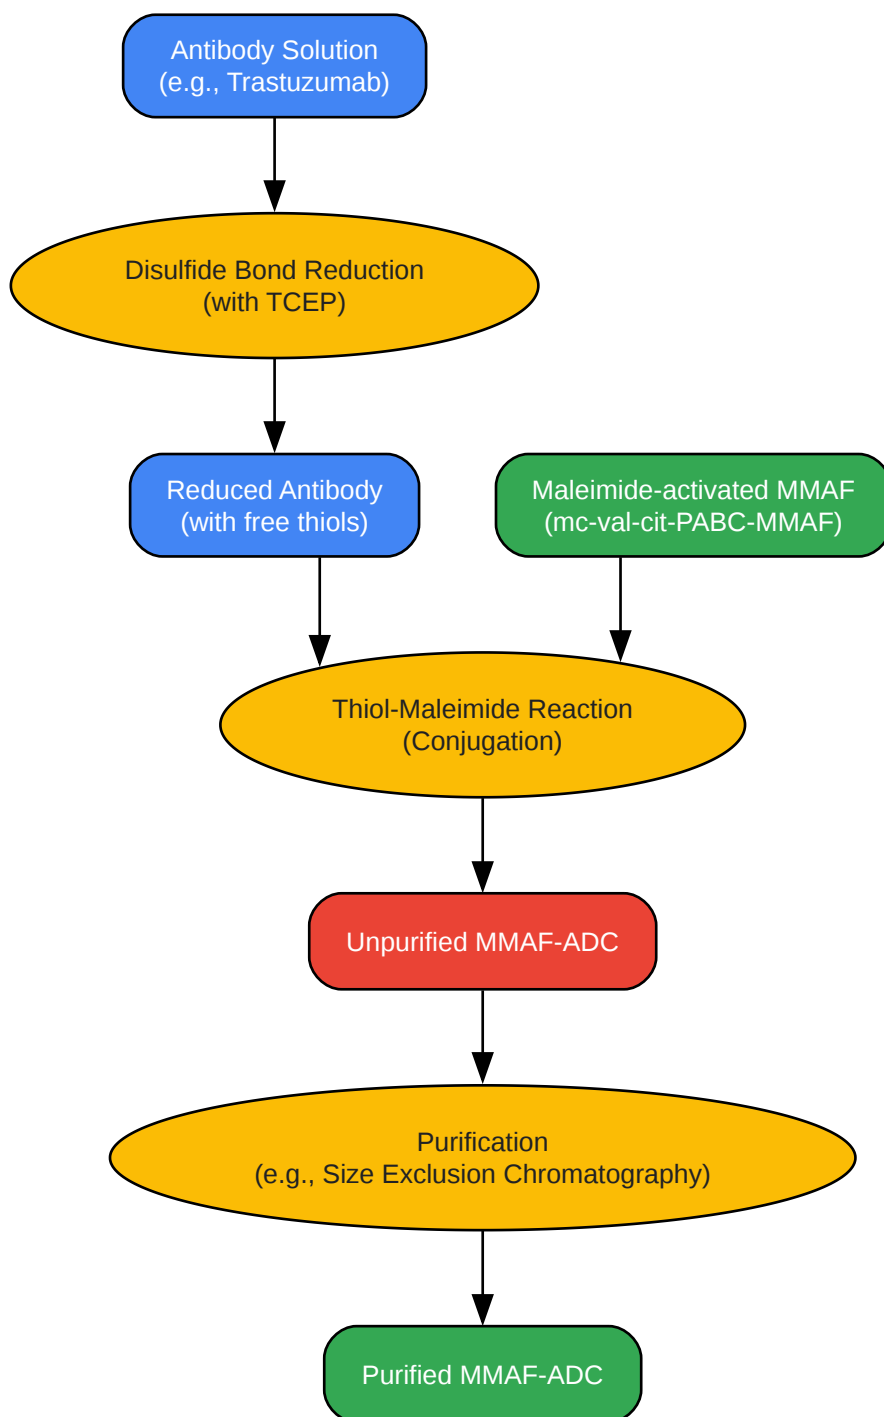 Antibody Solution
(e.g., Trastuzumab)
Disulfide Bond Reduction
(with TCEP)
Reduced Antibody
(with free thiols)
Maleimide-activated MMAF
(mc-val-cit-PABC-MMAF)
Thiol-Maleimide Reaction
(Conjugation)
Unpurified MMAF-ADC
Purification
(e.g., Size Exclusion Chromatography)
Purified MMAF-ADC